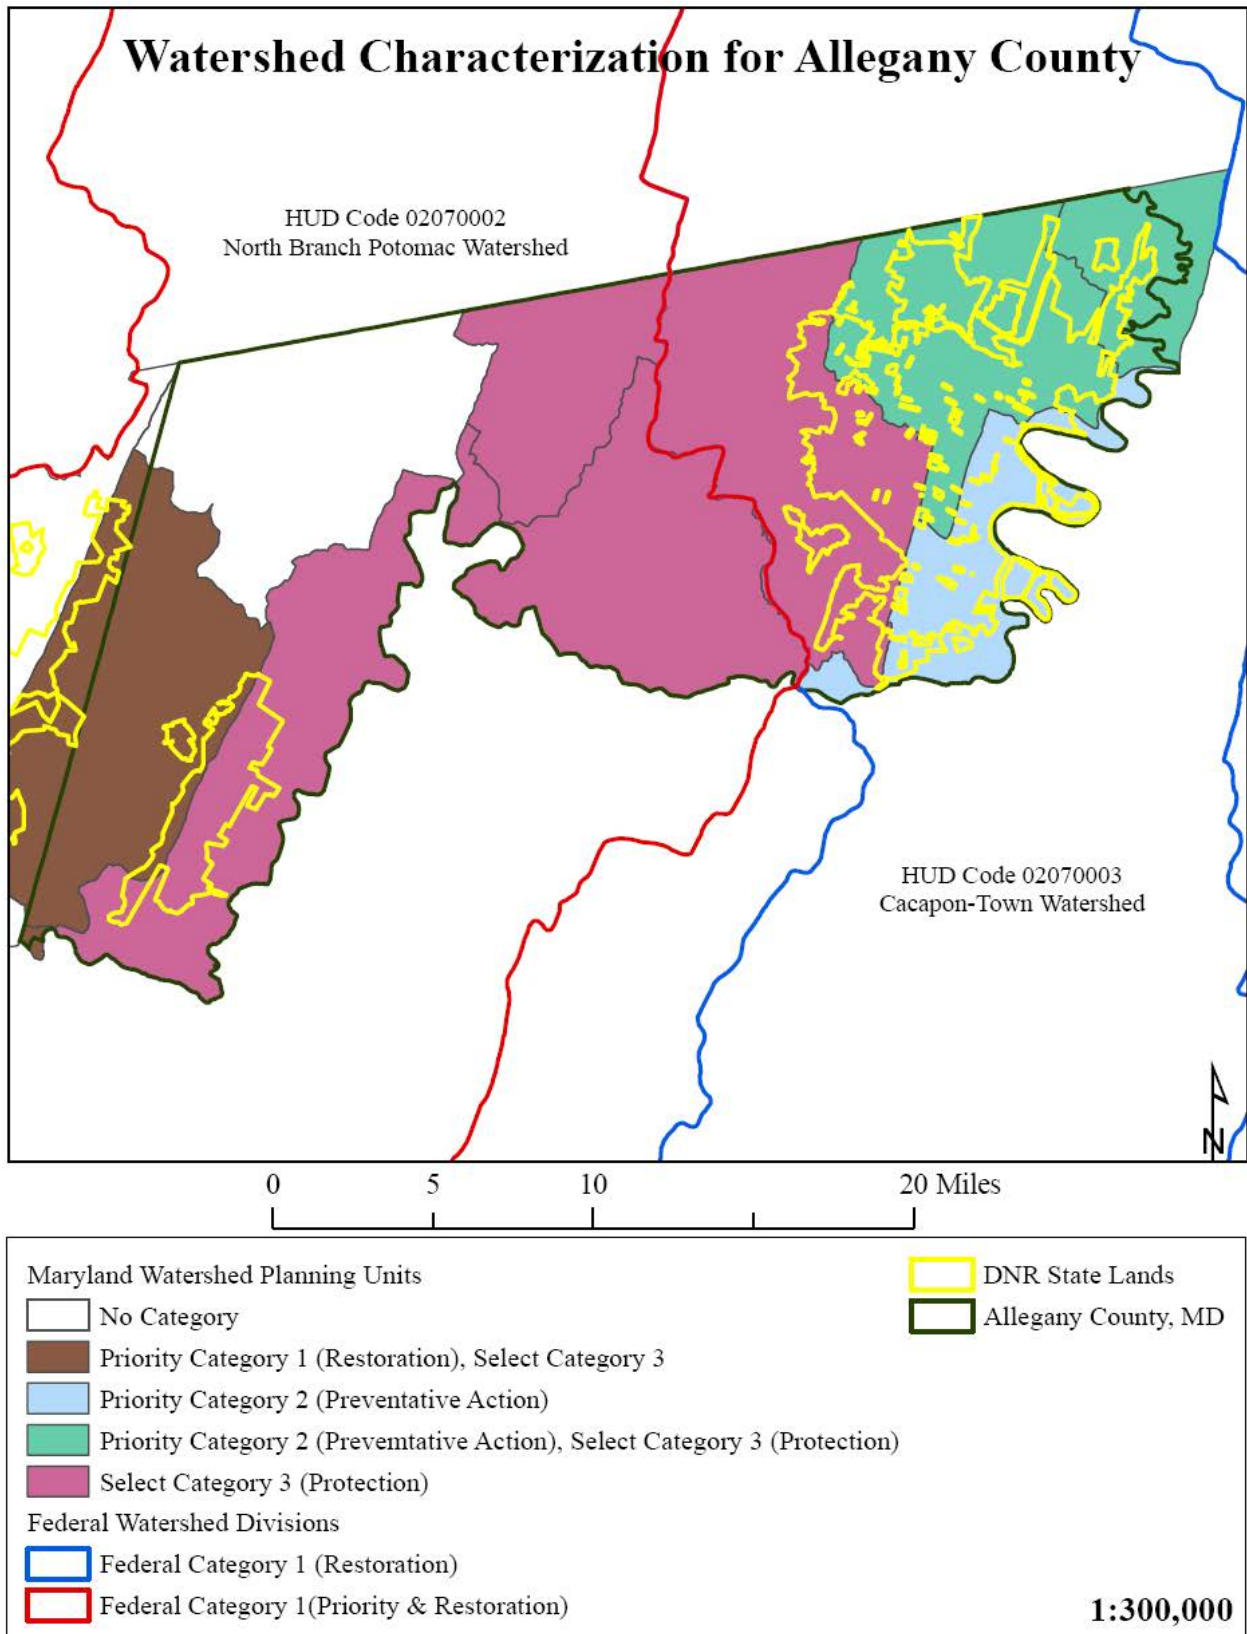 Watershed Characterization for Allegany County
HUD Code 02070002
North Branch Potomac Watershed
HUD Code 02070003
Cacapon-Town Watershed
N
0 5 10 20 Miles
Maryland Watershed Planning Units
No Category
Priority Category 1 (Restoration), Select Category 3
Priority Category 2 (Preventative Action)
Priority Category 2 (Prevemtative Action), Select Category 3 (Protection)
Select Category 3 (Protection)
Federal Watershed Divisions
Federal Category 1 (Restoration)
Federal Category 1(Priority & Restoration)
DNR State Lands
Allegany County, MD
1:300,000